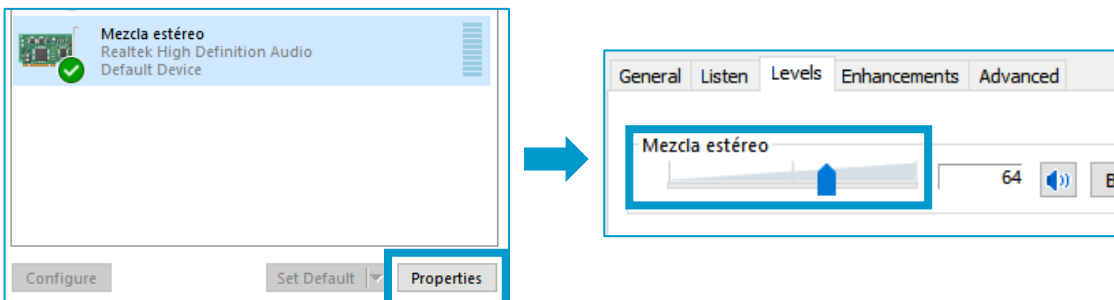 Mezcla estéreo
Realtek High Definition Audio
Default Device
Configure Set Default Properties
General Listen Levels Enhancements Advanced
Mezcla estéreo
64 B